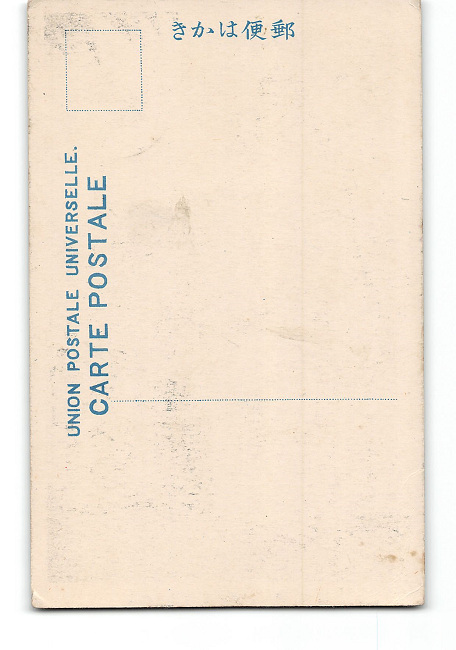 郵便はかき
UNION POSTALE UNIVERSELLE.
CARTE POSTALE